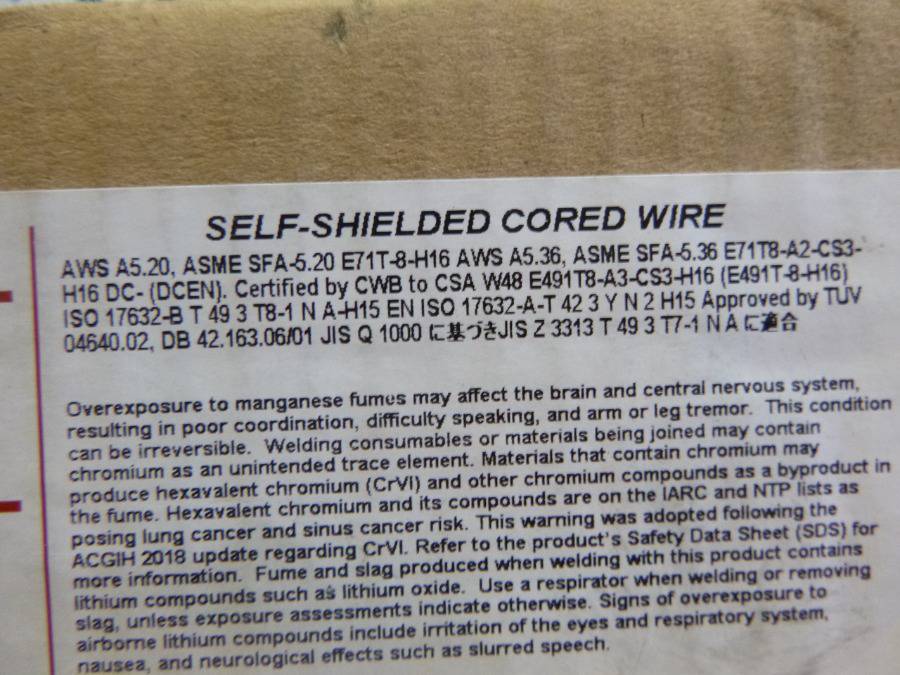 SELF-SHIELDED CORED WIRE
AWS A5.20, ASME SFA-5.20 E71T-8-H16 AWS A5.36, ASME SFA-5.36 E71T8-A2-CS3-
H16 DC- (DCEN). Certified by CWB to CSA W48 E491T8-A3-CS3-H16 (E491T-8-H16)
ISO 17632-B T 49 3 T8-1 N A-H15 EN ISO 17632-A-T 42 3 Y N 2 H15 Approved by TUV
04640.02, DB 42.163.06/01 JIS Q 1000 に基づきJIS Z 3313 T 49 3 T7-1 N A に適合
Overexposure to manganese fumes may affect the brain and central nervous system,
resulting in poor coordination, difficulty speaking, and arm or leg tremor. This condition
can be irreversible. Welding consumables or materials being joined may contain
chromium as an unintended trace element. Materials that contain chromium may
produce hexavalent chromium (CrVI) and other chromium compounds as a byproduct in
the fume. Hexavalent chromium and its compounds are on the IARC and NTP lists as
posing lung cancer and sinus cancer risk. This warning was adopted following the
ACGIH 2018 update regarding CrVI. Refer to the product's Safety Data Sheet (SDS) for
more information. Fume and slag produced when welding with this product contains
lithium compounds such as lithium oxide. Use a respirator when welding or removing
slag, unless exposure assessments indicate otherwise. Signs of overexposure to
airborne lithium compounds include irritation of the eyes and respiratory system,
nausea, and neurological effects such as slurred speech.